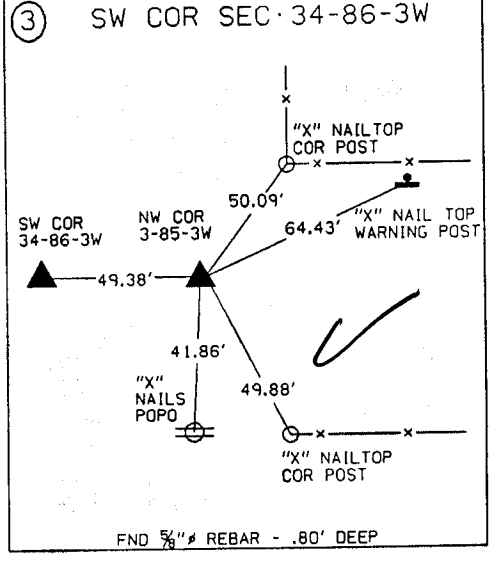 3 SW COR SEC·34-86-3W
"X" NAILTOP
COR POST
50.09'
"X" NAIL TOP
WARNING POST
64.43'
SW COR
34-86-3W
NW COR
3-85-3W
49.38'
41.86'
"X"
NAILS
POPO
49.88'
"X" NAILTOP
COR POST
FND 5/8"ø REBAR - .80' DEEP